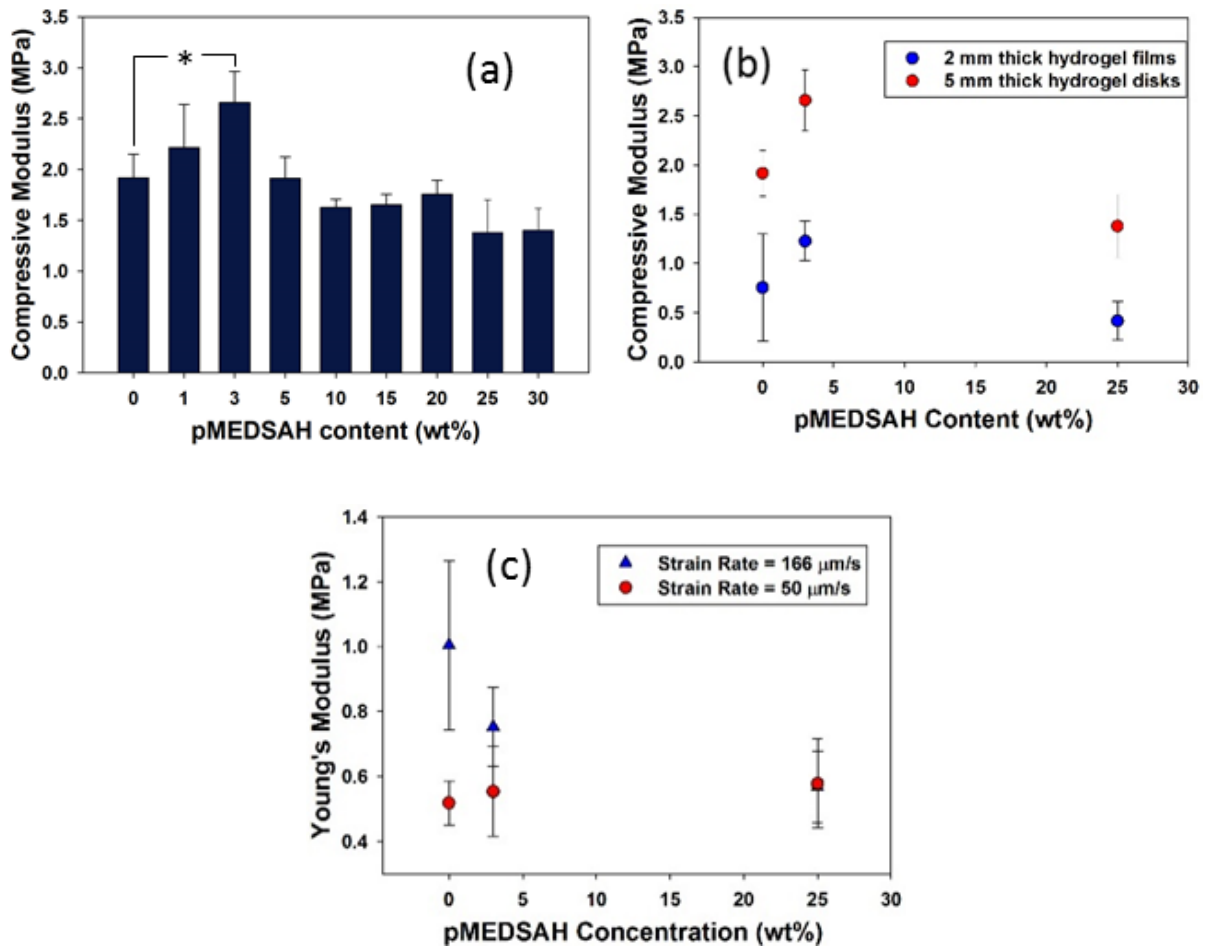 (a)
*
Compressive Modulus (MPa)
3.5
3.0
2.5
2.0
1.5
1.0
0.5
0.0
0 1 3 5 10 15 20 25 30
pMEDSAH content (wt%)
(b)
2 mm thick hydrogel films
5 mm thick hydrogel disks
Compressive Modulus (MPa)
3.5
3.0
2.5
2.0
1.5
1.0
0.5
0.0
0 5 10 15 20 25 30
pMEDSAH Content (wt%)
(c)
Strain Rate = 166 μm/s
Strain Rate = 50 μm/s
Young's Modulus (MPa)
1.4
1.2
1.0
0.8
0.6
0.4
0 5 10 15 20 25 30
pMEDSAH Concentration (wt%)